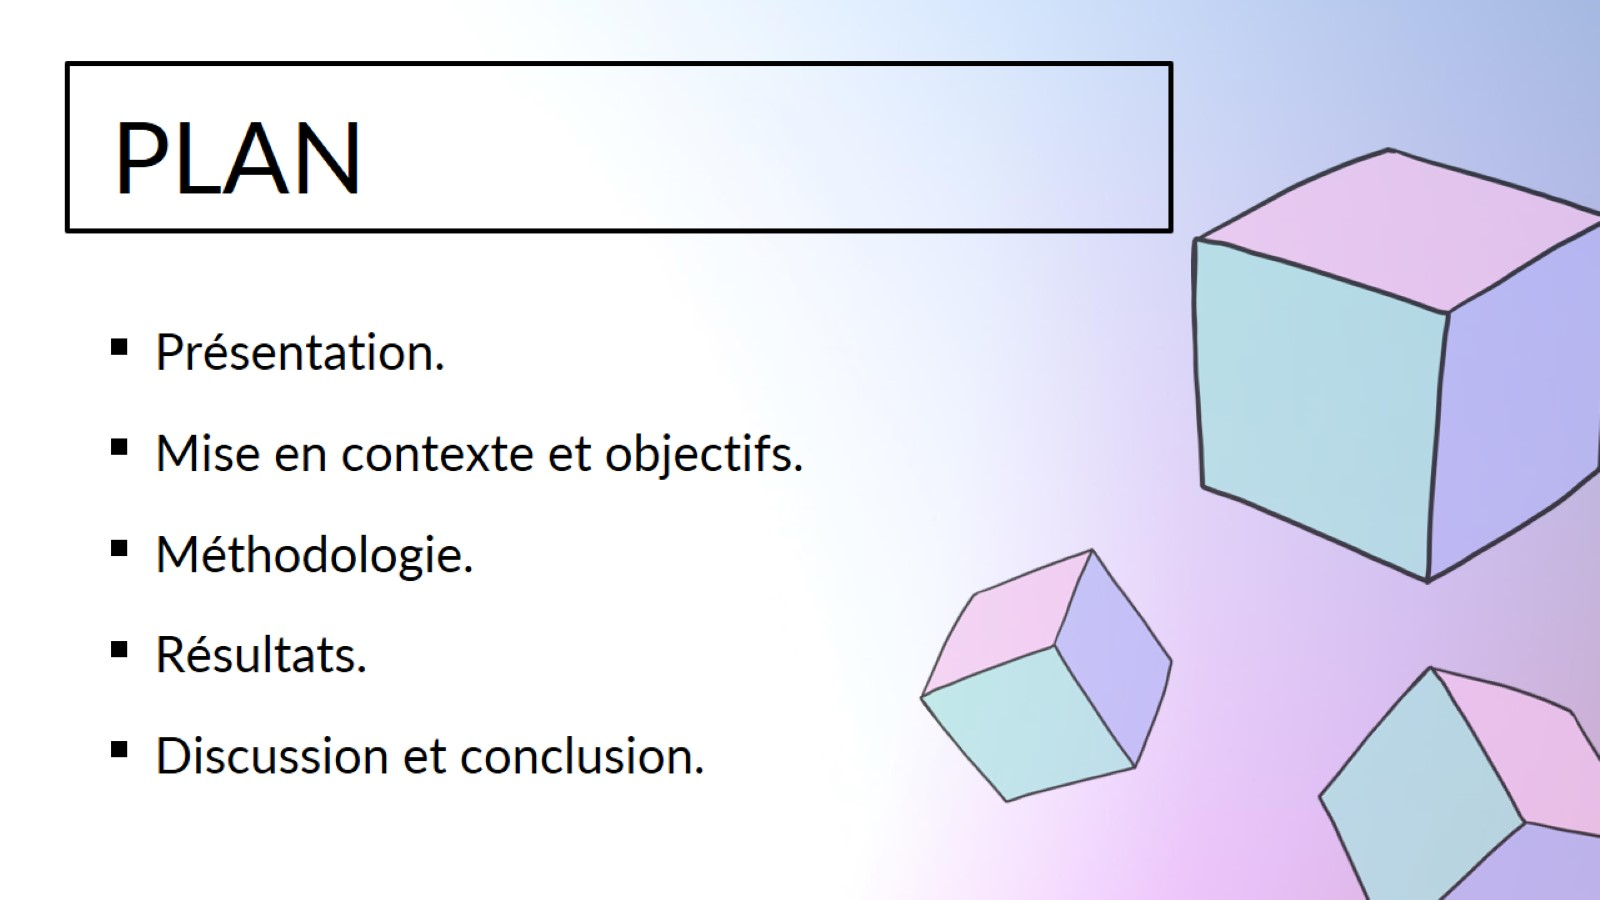 PLAN
Présentation.
Mise en contexte et objectifs.
Méthodologie.
Résultats.
Discussion et conclusion.